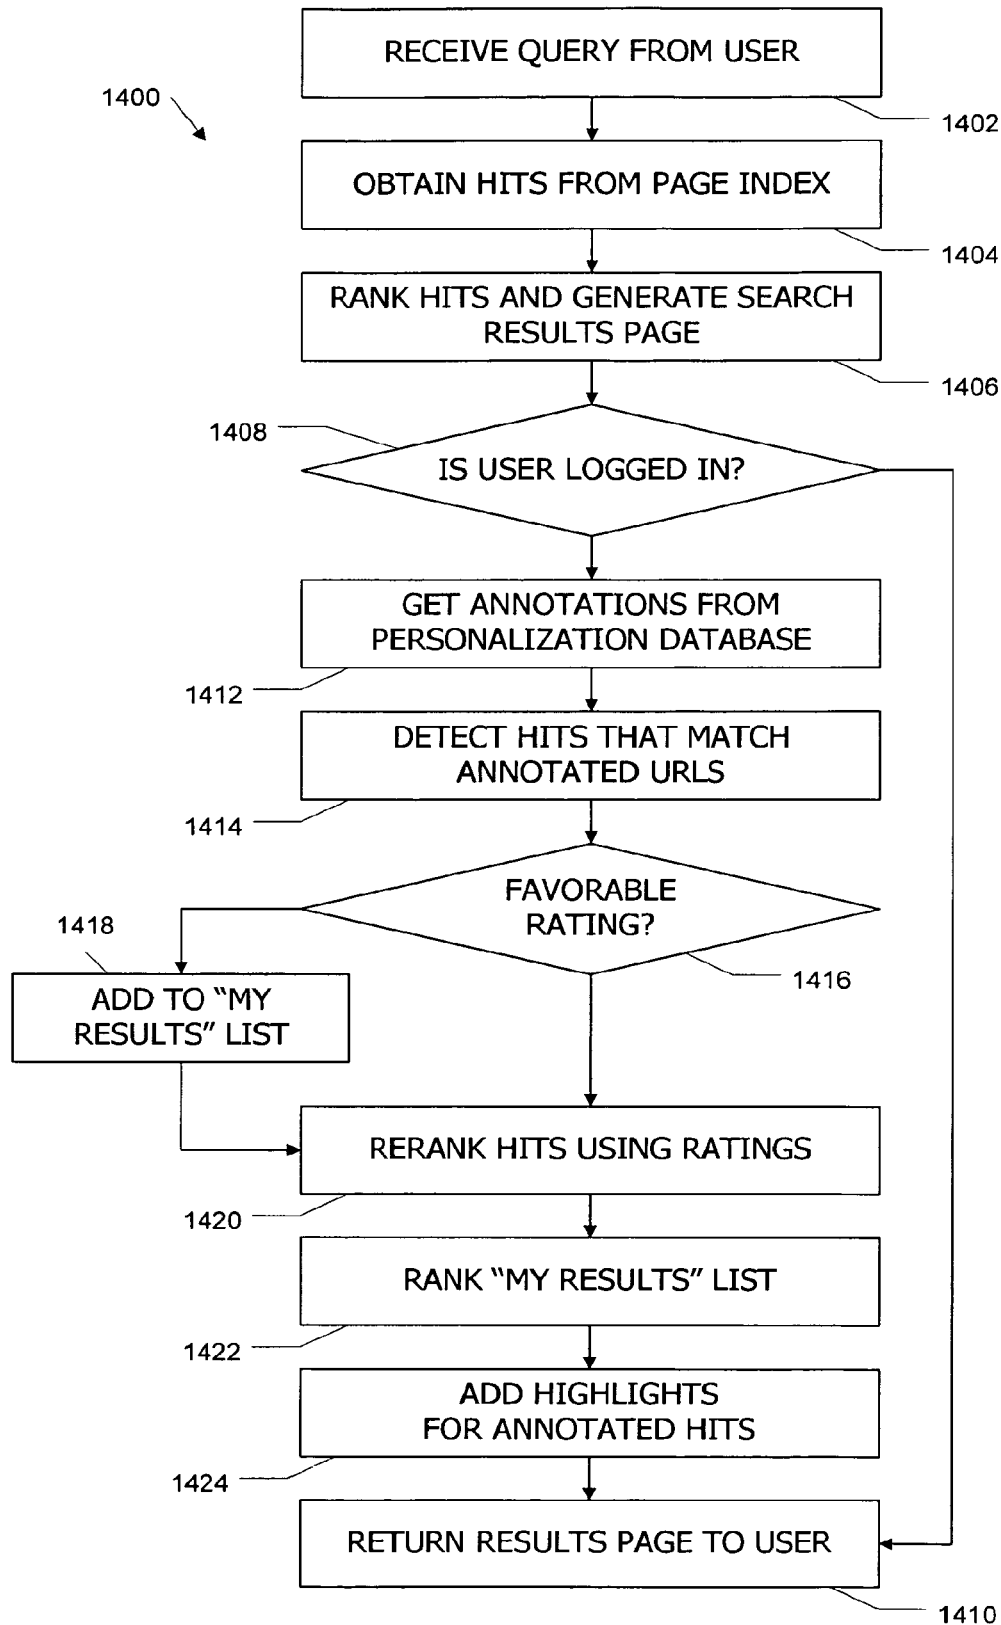 RECEIVE QUERY FROM USER
1400
1402
OBTAIN HITS FROM PAGE INDEX
1404
RANK HITS AND GENERATE SEARCH
RESULTS PAGE
1406
1408
IS USER LOGGED IN?
GET ANNOTATIONS FROM
PERSONALIZATION DATABASE
1412
DETECT HITS THAT MATCH
ANNOTATED URLS
1414
FAVORABLE
RATING?
1416
1418
ADD TO “MY
RESULTS” LIST
RERANK HITS USING RATINGS
1420
RANK “MY RESULTS” LIST
1422
ADD HIGHLIGHTS
FOR ANNOTATED HITS
1424
RETURN RESULTS PAGE TO USER
1410